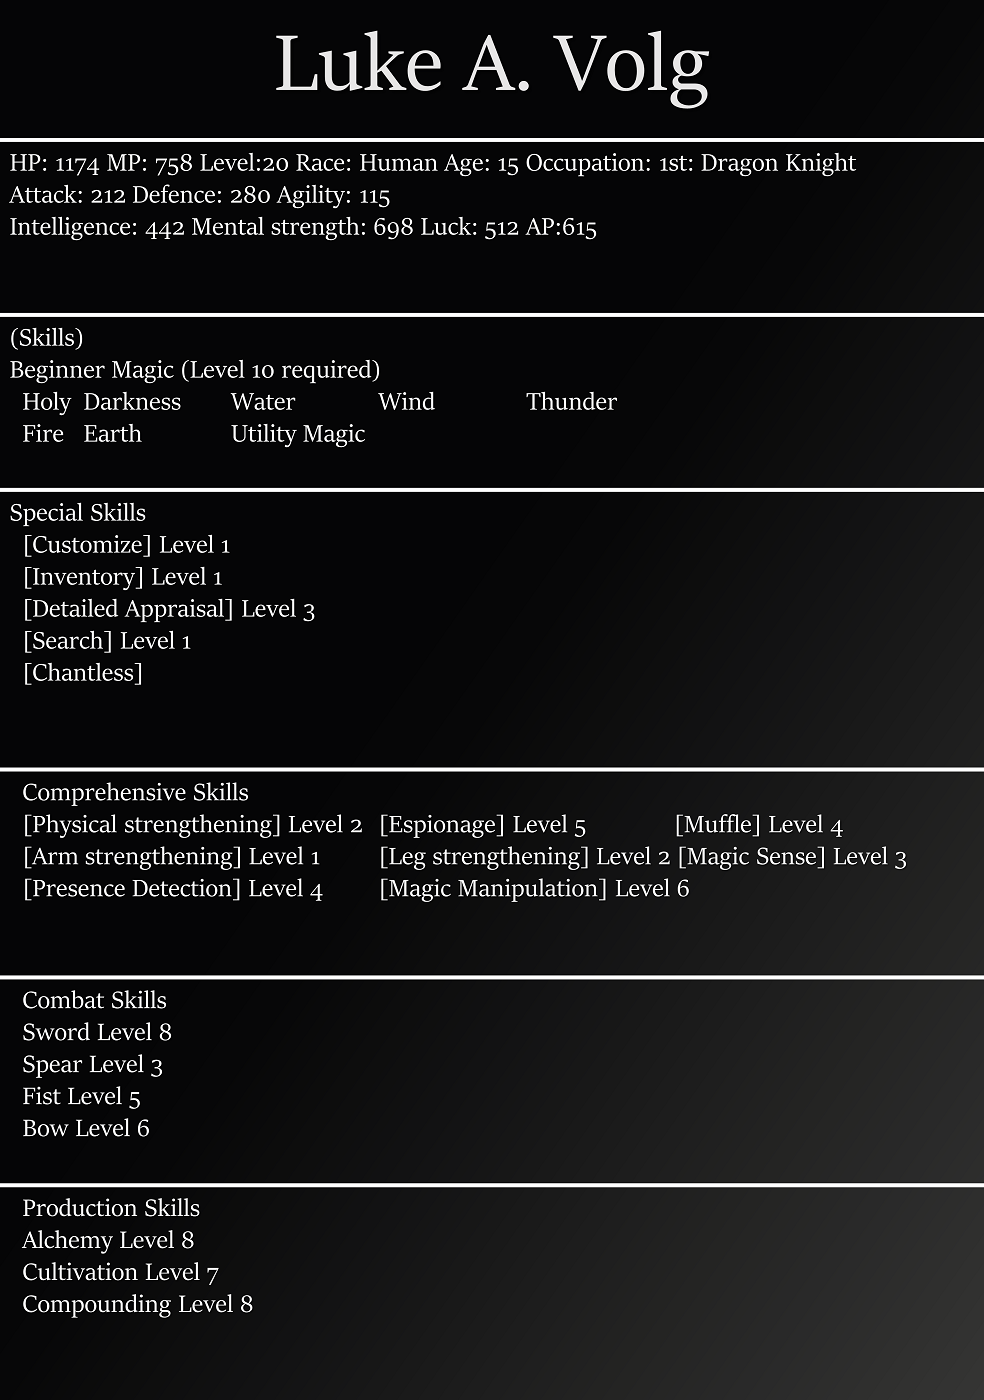 Luke A. Volg
HP: 1174 MP: 758 Level:20 Race: Human Age: 15 Occupation: 1st: Dragon Knight
Attack: 212 Defence: 280 Agility: 115
Intelligence: 442 Mental strength: 698 Luck: 512 AP:615
(Skills)
Beginner Magic (Level 10 required)
Holy Darkness Water Wind Thunder
Fire Earth Utility Magic
Special Skills
[Customize] Level 1
[Inventory] Level 1
[Detailed Appraisal] Level 3
[Search] Level 1
[Chantless]
Comprehensive Skills
[Physical strengthening] Level 2 [Espionage] Level 5 [Muffle] Level 4
[Arm strengthening] Level 1 [Leg strengthening] Level 2 [Magic Sense] Level 3
[Presence Detection] Level 4 [Magic Manipulation] Level 6
Combat Skills
Sword Level 8
Spear Level 3
Fist Level 5
Bow Level 6
Production Skills
Alchemy Level 8
Cultivation Level 7
Compounding Level 8